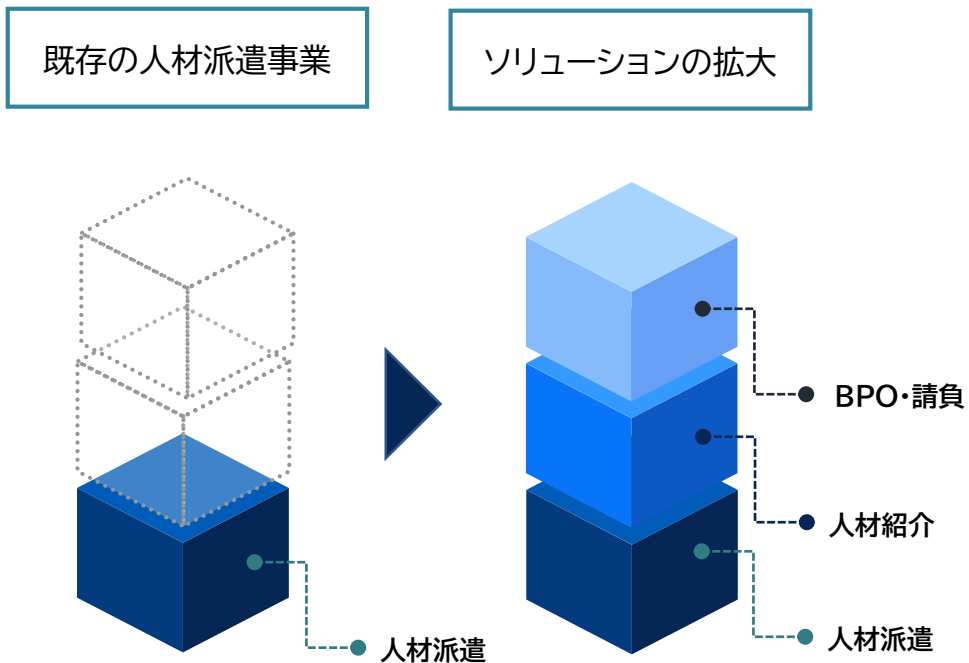 既存の人材派遣事業
ソリューションの拡大
BPO・請負
人材紹介
人材派遣
人材派遣